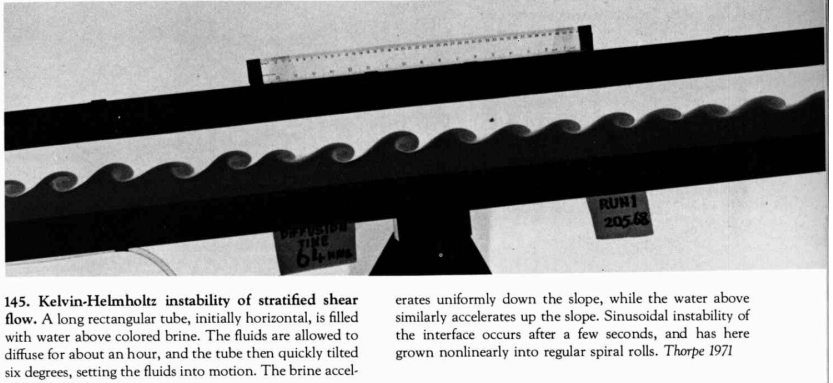 DIFFUSION
TIME
64 MINS
RUN 1
205.68
145. Kelvin-Helmholtz instability of stratified shear
flow. A long rectangular tube, initially horizontal, is filled
with water above colored brine. The fluids are allowed to
diffuse for about an hour, and the tube then quickly tilted
six degrees, setting the fluids into motion. The brine accel-
erates uniformly down the slope, while the water above
similarly accelerates up the slope. Sinusoidal instability of
the interface occurs after a few seconds, and has here
grown nonlinearly into regular spiral rolls. Thorpe 1971